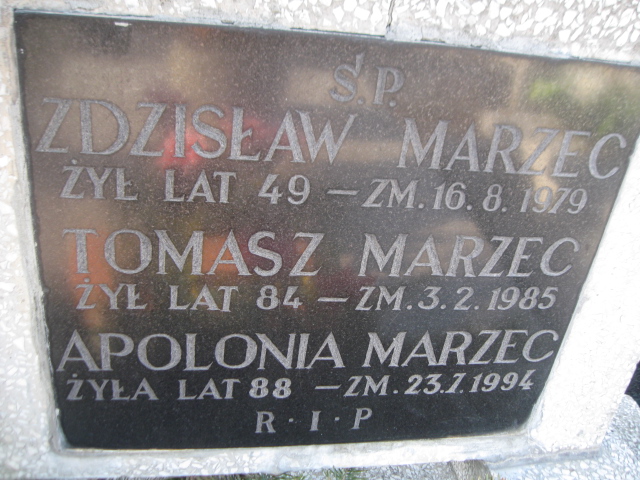 Ś.P.
ZDZISŁAW MARZEC
ŻYŁ LAT 49 – ZM. 16. 8. 1979
TOMASZ MARZEC
ŻYŁ LAT 84 – ZM. 3. 2. 1985
APOLONIA MARZEC
ŻYŁA LAT 88 – ZM. 23.7.1994
R · I · P